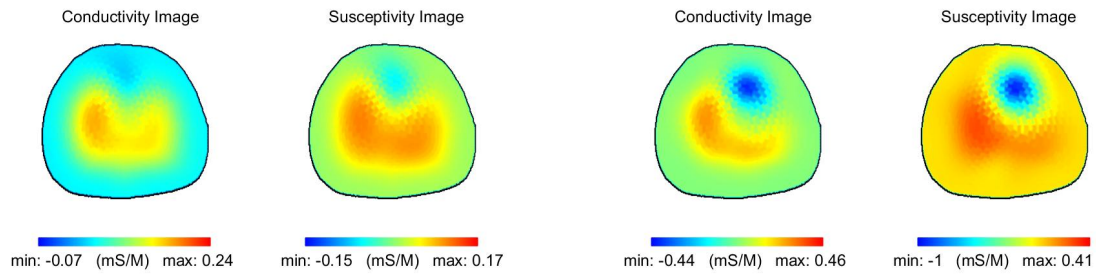 Conductivity Image Susceptivity Image Conductivity Image Susceptivity Image
min: -0.07 (mS/M) max: 0.24 min: -0.15 (mS/M) max: 0.17 min: -0.44 (mS/M) max: 0.46 min: -1 (mS/M) max: 0.41